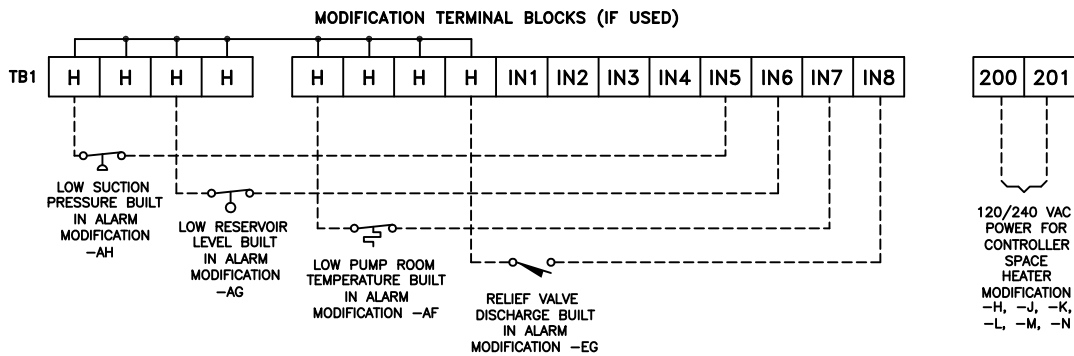 MODIFICATION TERMINAL BLOCKS (IF USED)
TB1 H H H H H H H H IN1 IN2 IN3 IN4 IN5 IN6 IN7 IN8 200 201
LOW SUCTION
PRESSURE BUILT
IN ALARM
MODIFICATION
-AH
LOW RESERVOIR
LEVEL BUILT
IN ALARM
MODIFICATION
-AG
LOW PUMP ROOM
TEMPERATURE BUILT
IN ALARM
MODIFICATION -AF
RELIEF VALVE
DISCHARGE BUILT
IN ALARM
MODIFICATION -EG
120/240 VAC
POWER FOR
CONTROLLER
SPACE
HEATER
MODIFICATION
-H, -J, -K,
-L, -M, -N